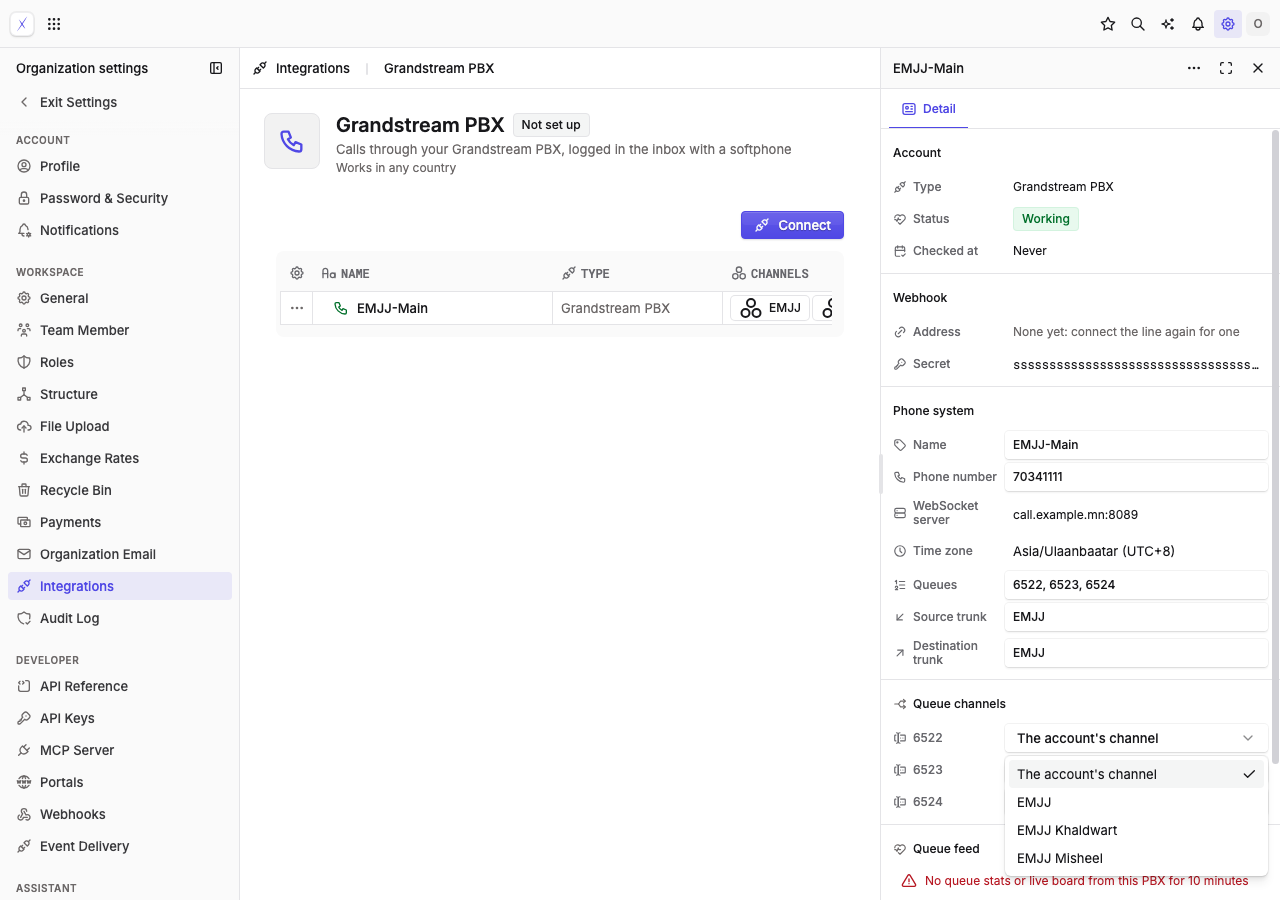 O
Organization settings
Exit Settings
ACCOUNT
Profile
Password & Security
Notifications
WORKSPACE
General
Team Member
Roles
Structure
File Upload
Exchange Rates
Recycle Bin
Payments
Organization Email
Integrations
Audit Log
DEVELOPER
API Reference
API Keys
MCP Server
Portals
Webhooks
Event Delivery
ASSISTANT
Integrations | Grandstream PBX
Grandstream PBX Not set up
Calls through your Grandstream PBX, logged in the inbox with a softphone
Works in any country
Connect
Aa NAME TYPE CHANNELS
EMJJ-Main Grandstream PBX EMJJ
EMJJ-Main
Detail
Account
Type Grandstream PBX
Status Working
Checked at Never
Webhook
Address None yet: connect the line again for one
Secret ssssssssssssssssssssssssssssssssss…
Phone system
Name EMJJ-Main
Phone number 70341111
WebSocket server call.example.mn:8089
Time zone Asia/Ulaanbaatar (UTC+8)
Queues 6522, 6523, 6524
Source trunk EMJJ
Destination trunk EMJJ
Queue channels
6522 The account's channel
6523
6524
The account's channel
EMJJ
EMJJ Khaldwart
EMJJ Misheel
Queue feed
No queue stats or live board from this PBX for 10 minutes